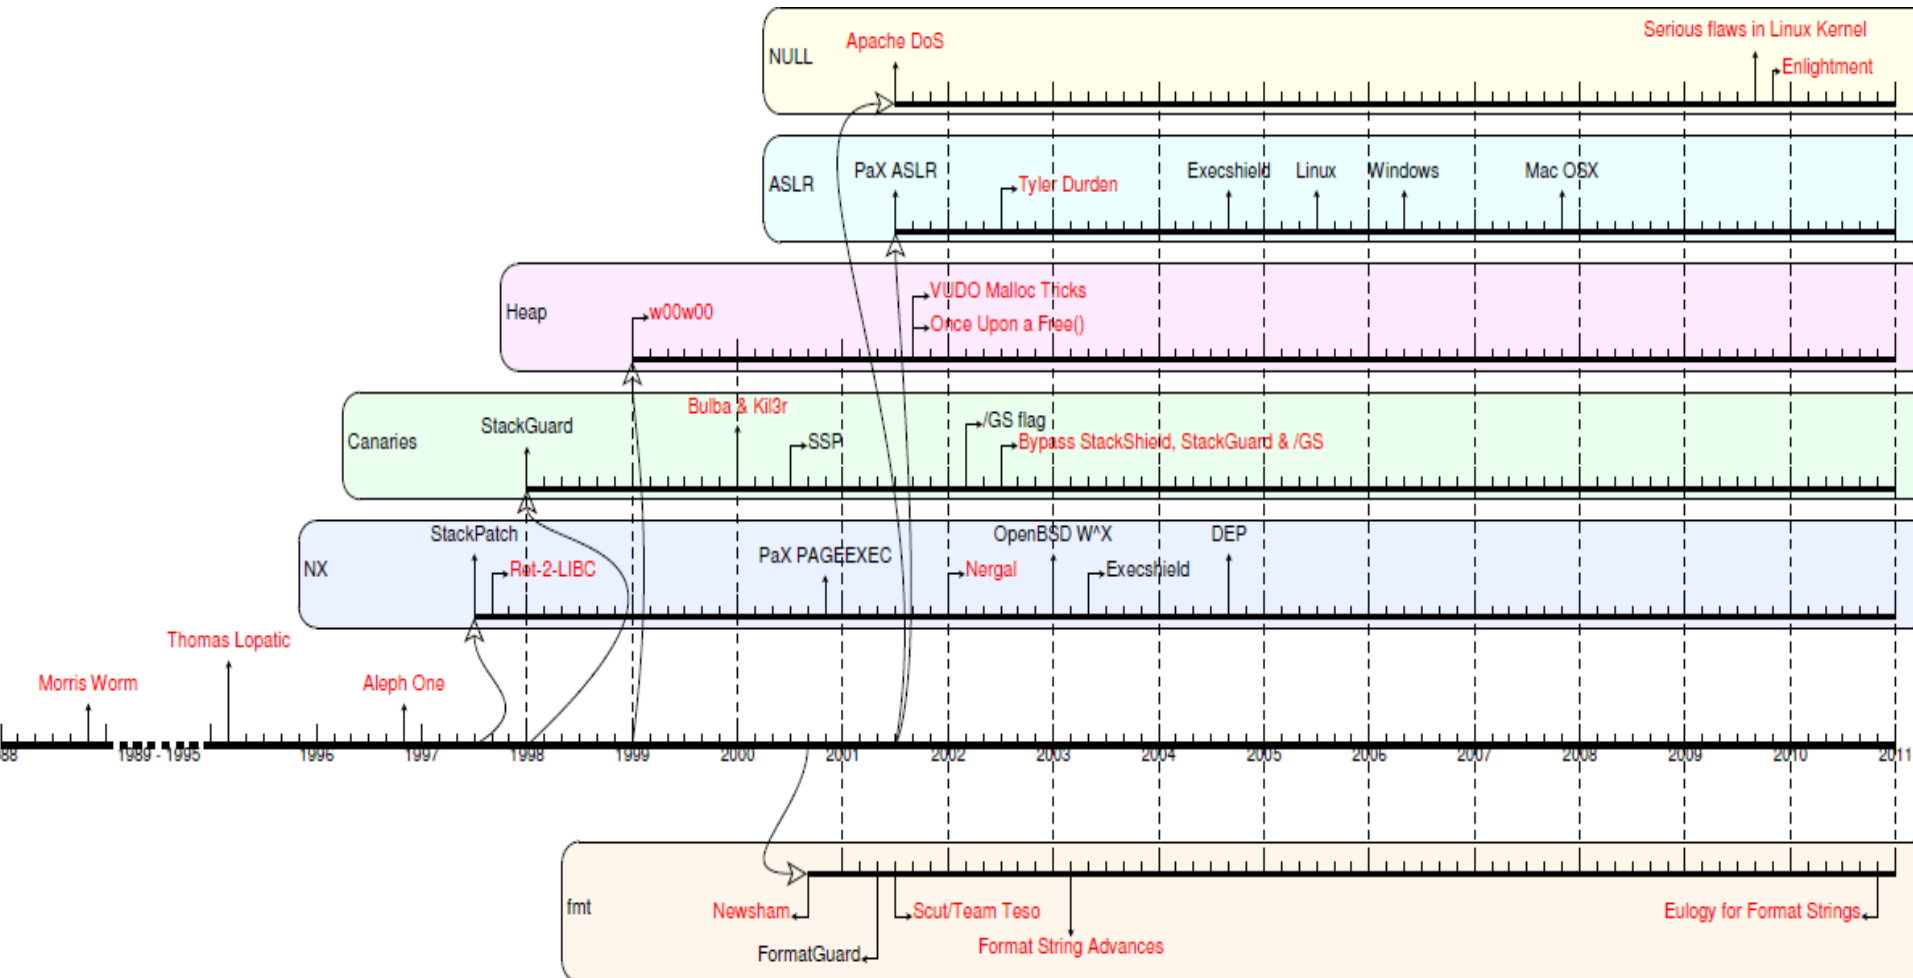 Serious flaws in Linux Kernel
Apache DoS
NULL
Enlightment
PaX ASLR
Execshield
Linux
Windows
Mac OSX
ASLR
Tyler Durden
VUDO Malloc Tricks
Heap
w00w00
Once Upon a Free()
Bulba & Kil3r
StackGuard
/GS flag
Canaries
SSP
Bypass StackShield, StackGuard & /GS
StackPatch
OpenBSD W^X
DEP
PaX PAGEEXEC
NX
Ret-2-LIBC
Nergal
Execshield
Thomas Lopatic
Morris Worm
Aleph One
88
1989 - 1995
1996
1997
1998
1999
2000
2001
2002
2003
2004
2005
2006
2007
2008
2009
2010
2011
fmt
Newsham
Scut/Team Teso
Eulogy for Format Strings
Format String Advances
FormatGuard